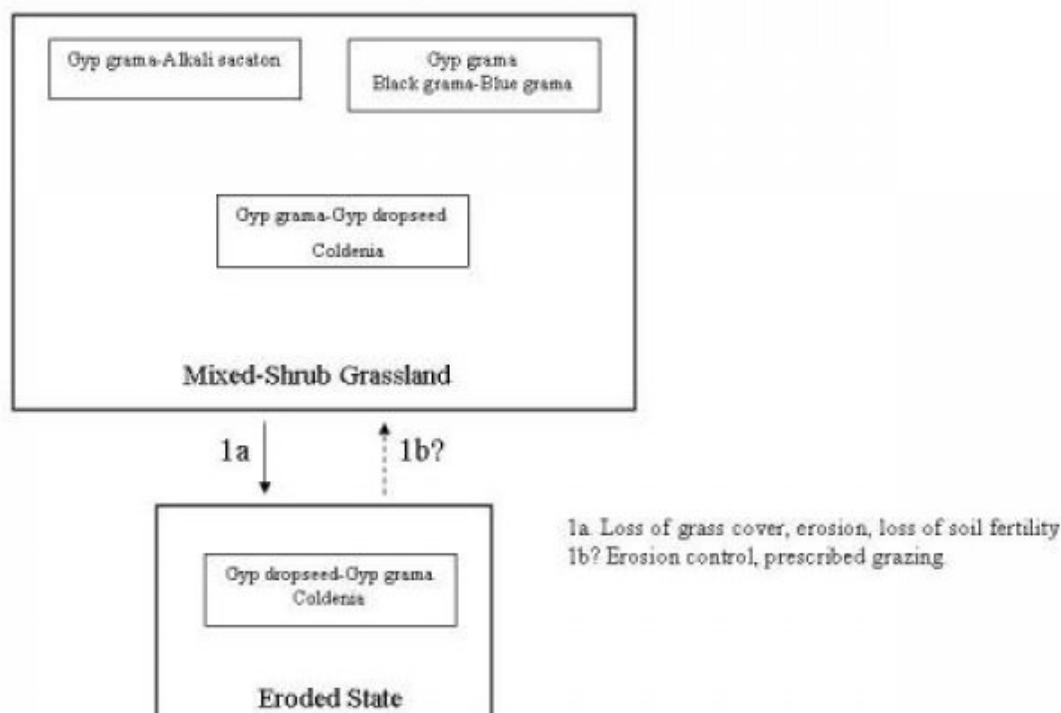 Gyp grama-Alkali sacaton
Gyp grama
Black grama-Blue grama
Gyp grama-Gyp dropseed
Coldenia
Mixed-Shrub Grassland
1a
1b?
Gyp dropseed-Gyp grama
Coldenia
Eroded State
1a. Loss of grass cover, erosion, loss of soil fertility
1b? Erosion control, prescribed grazing.